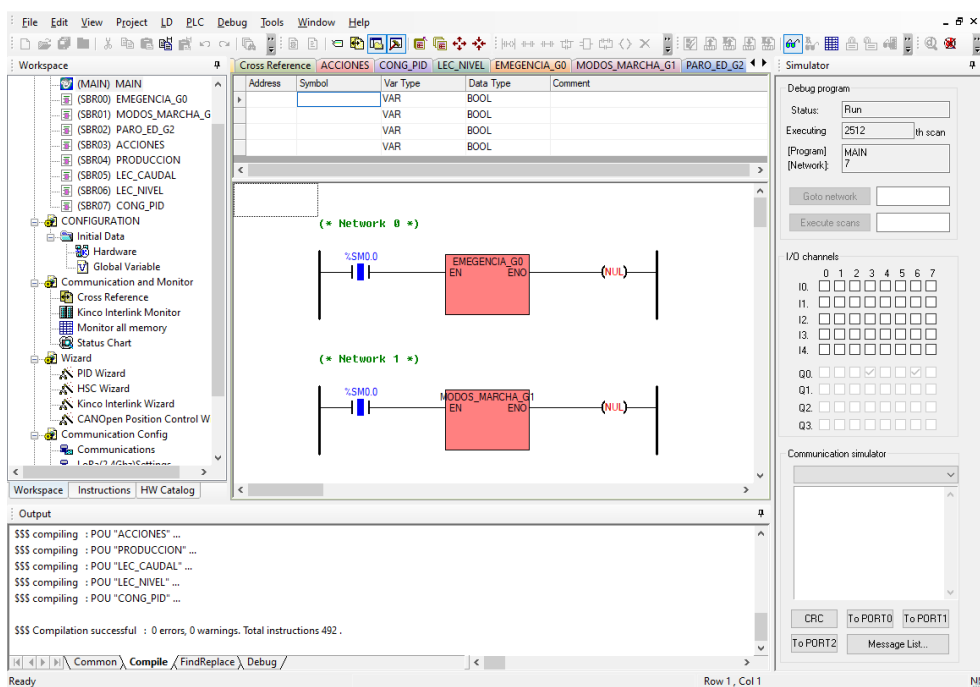 File Edit View Project LD PLC Debug Tools Window Help
Workspace
(MAIN) MAIN
(SBR00) EMEGENCIA_G0
(SBR01) MODOS_MARCHA_G
(SBR02) PARO_ED_G2
(SBR03) ACCIONES
(SBR04) PRODUCCION
(SBR05) LEC_CAUDAL
(SBR06) LEC_NIVEL
(SBR07) CONG_PID
CONFIGURATION
Initial Data
Hardware
Global Variable
Communication and Monitor
Cross Reference
Kinco Interlink Monitor
Monitor all memory
Status Chart
Wizard
PID Wizard
HSC Wizard
Kinco Interlink Wizard
CANOpen Position Control W
Communication Config
Communications
LoRa(2.4Ghz)Settings
Workspace Instructions HW Catalog
Cross Reference ACCIONES CONG_PID LEC_NIVEL EMEGENCIA_G0 MODOS_MARCHA_G1 PARO_ED_G2
Address Symbol Var Type Data Type Comment
VAR BOOL
VAR BOOL
VAR BOOL
VAR BOOL
(* Network 0 *)
%SM0.0
EMEGENCIA_G0
EN ENO
(NUL)
(* Network 1 *)
%SM0.0
MODOS_MARCHA_G1
EN ENO
(NUL)
Simulator
Debug program
Status: Run
Executing 2512 th scan
[Program] MAIN
[Network]: 7
Goto network
Execute scans
I/O channels
0 1 2 3 4 5 6 7
I0.
I1.
I2.
I3.
I4.
Q0.
Q1.
Q2.
Q3.
Communication simulator
CRC To PORT0 To PORT1
To PORT2 Message List...
Output
$$$ compiling : POU "ACCIONES" ...
$$$ compiling : POU "PRODUCCION" ...
$$$ compiling : POU "LEC_CAUDAL" ...
$$$ compiling : POU "LEC_NIVEL" ...
$$$ compiling : POU "CONG_PID" ...
$$$ Compilation successful : 0 errors, 0 warnings. Total instructions 492 .
Common Compile FindReplace Debug
Ready
Row 1 , Col 1